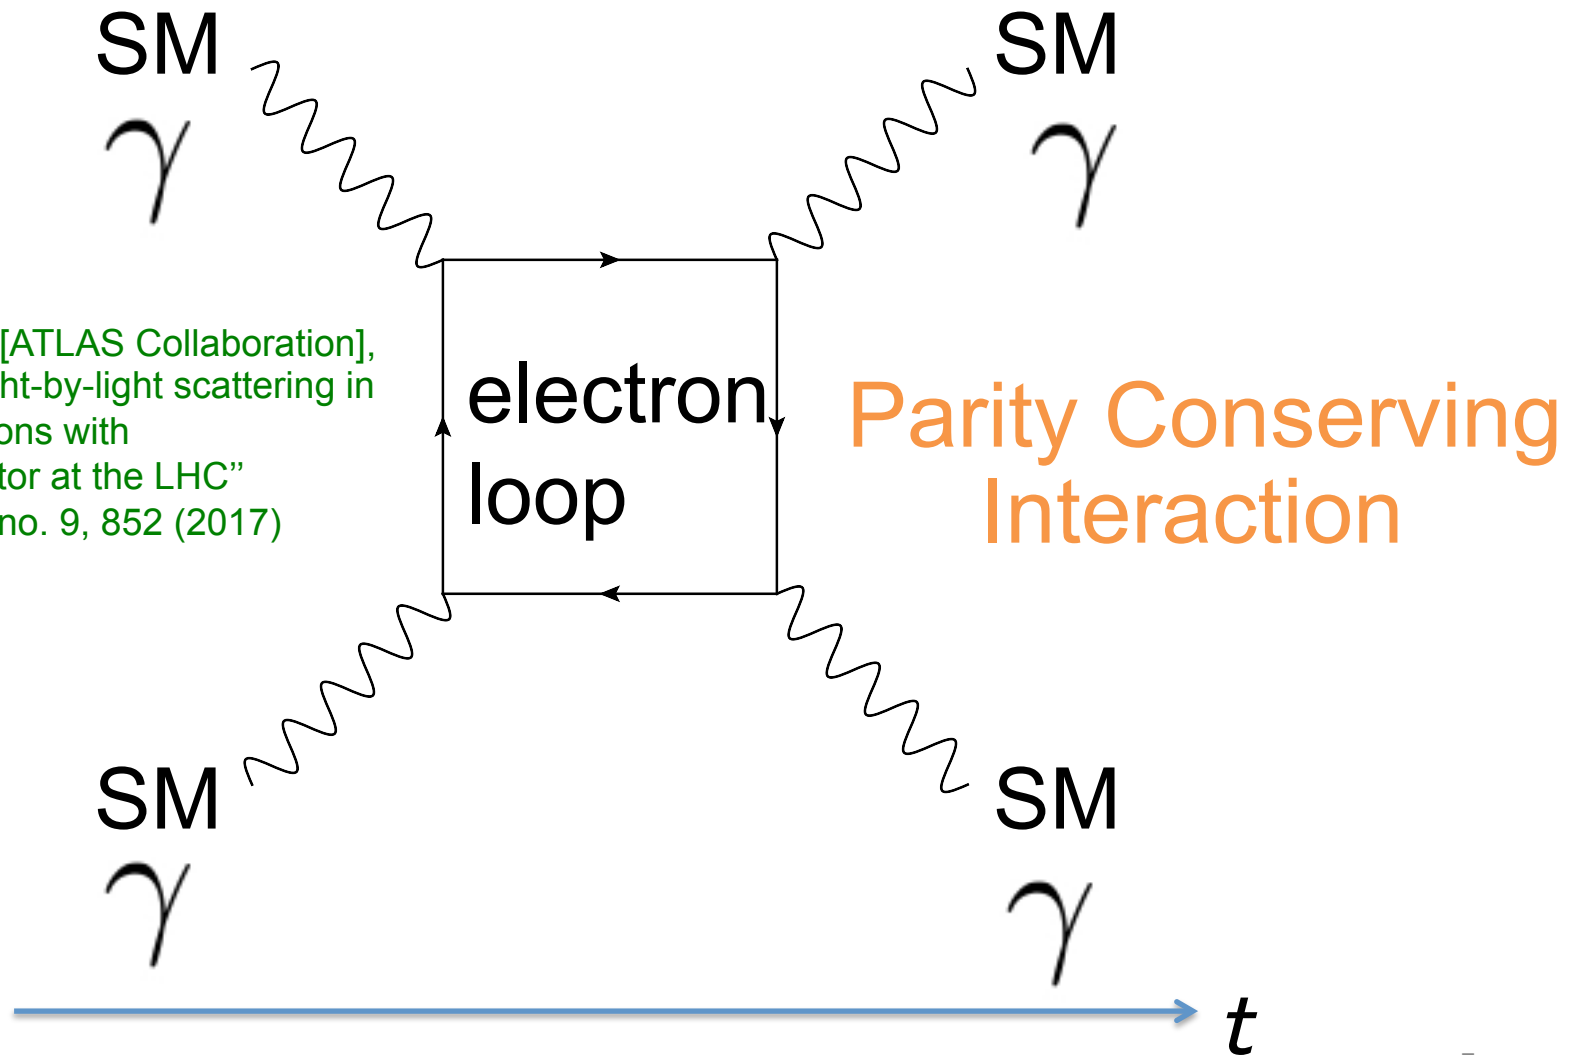 SM
SM
γ
γ
[ATLAS Collaboration],
ht-by-light scattering in
ons with
tor at the LHC”
no. 9, 852 (2017)
electron
loop
Parity Conserving
Interaction
SM
SM
γ
γ
t